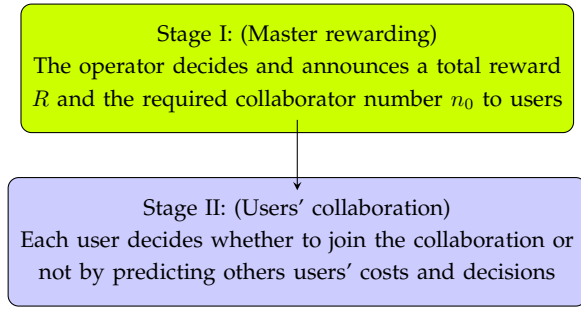 Stage I: (Master rewarding)
The operator decides and announces a total reward
R and the required collaborator number n₀ to users
Stage II: (Users' collaboration)
Each user decides whether to join the collaboration or
not by predicting others users' costs and decisions